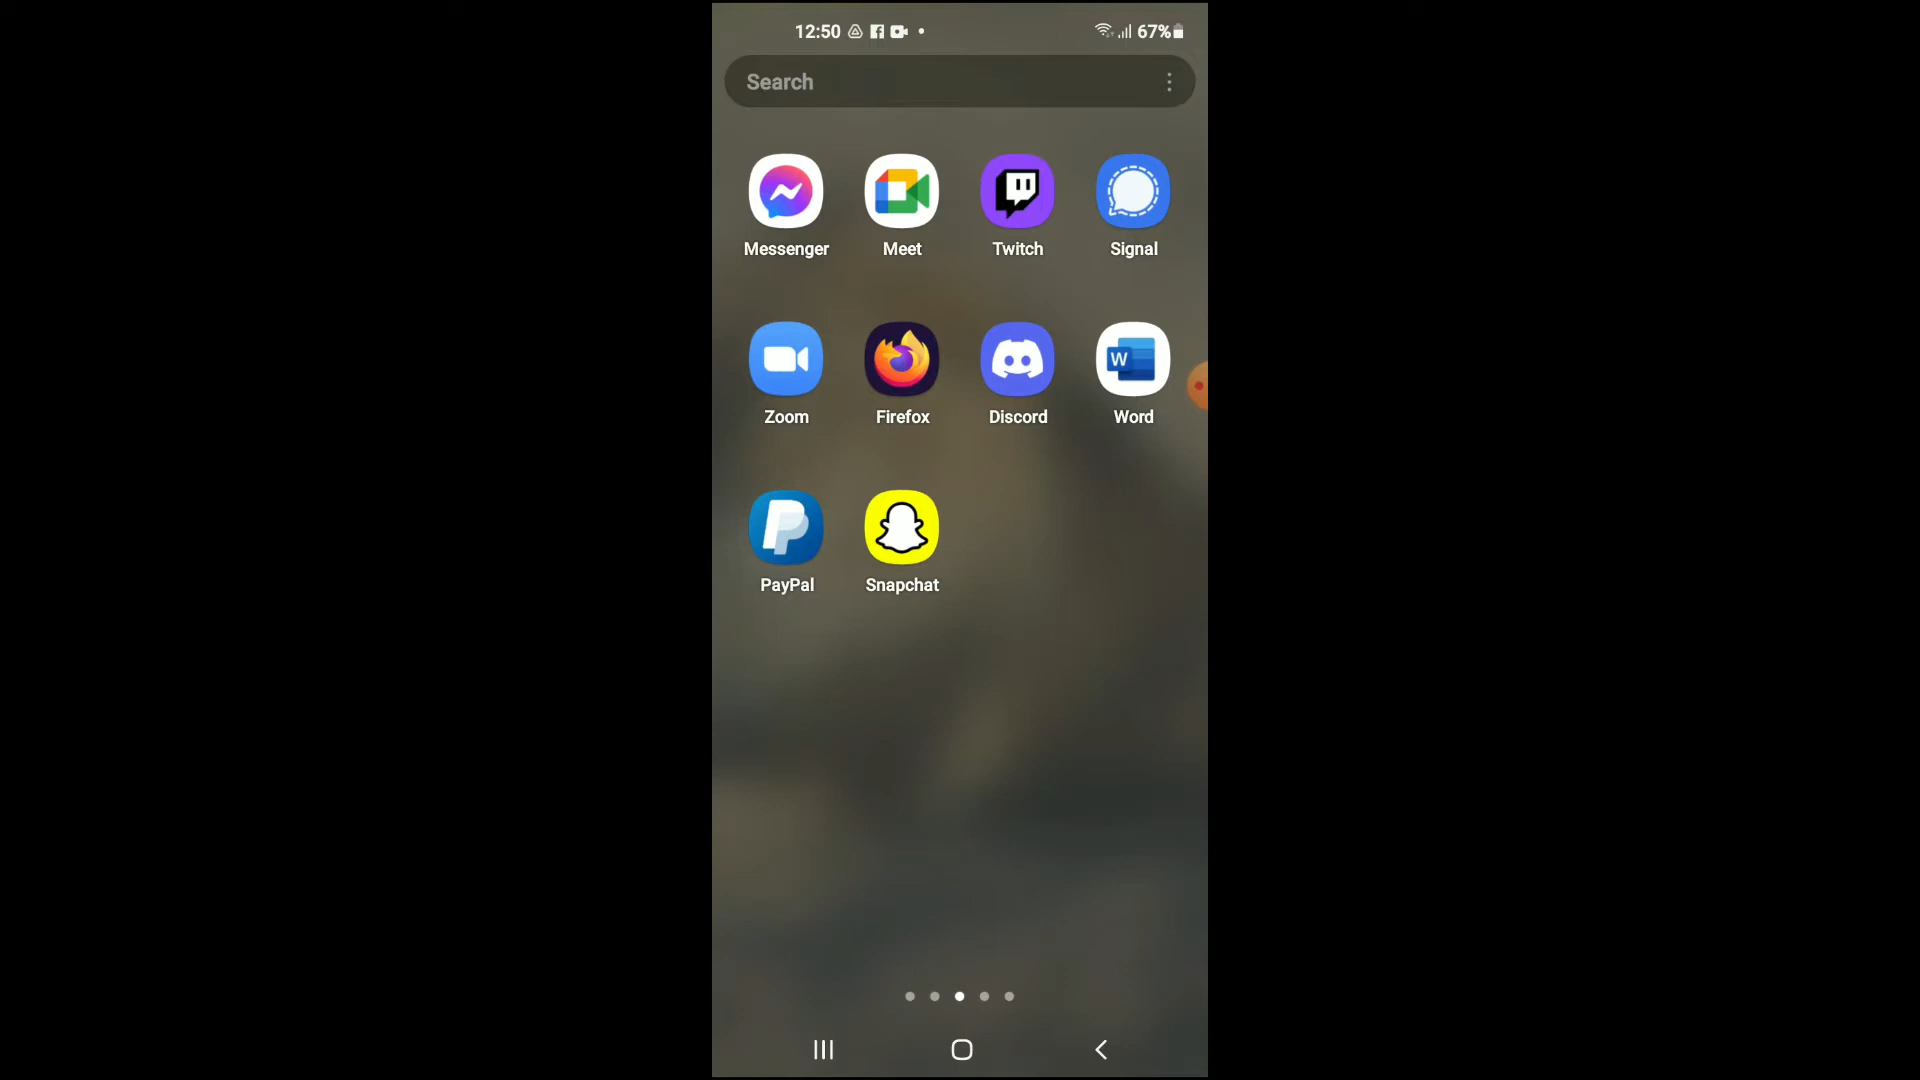 12:50
67%
Search
Messenger Meet Twitch Signal
Zoom Firefox Discord Word
W
PayPal Snapchat